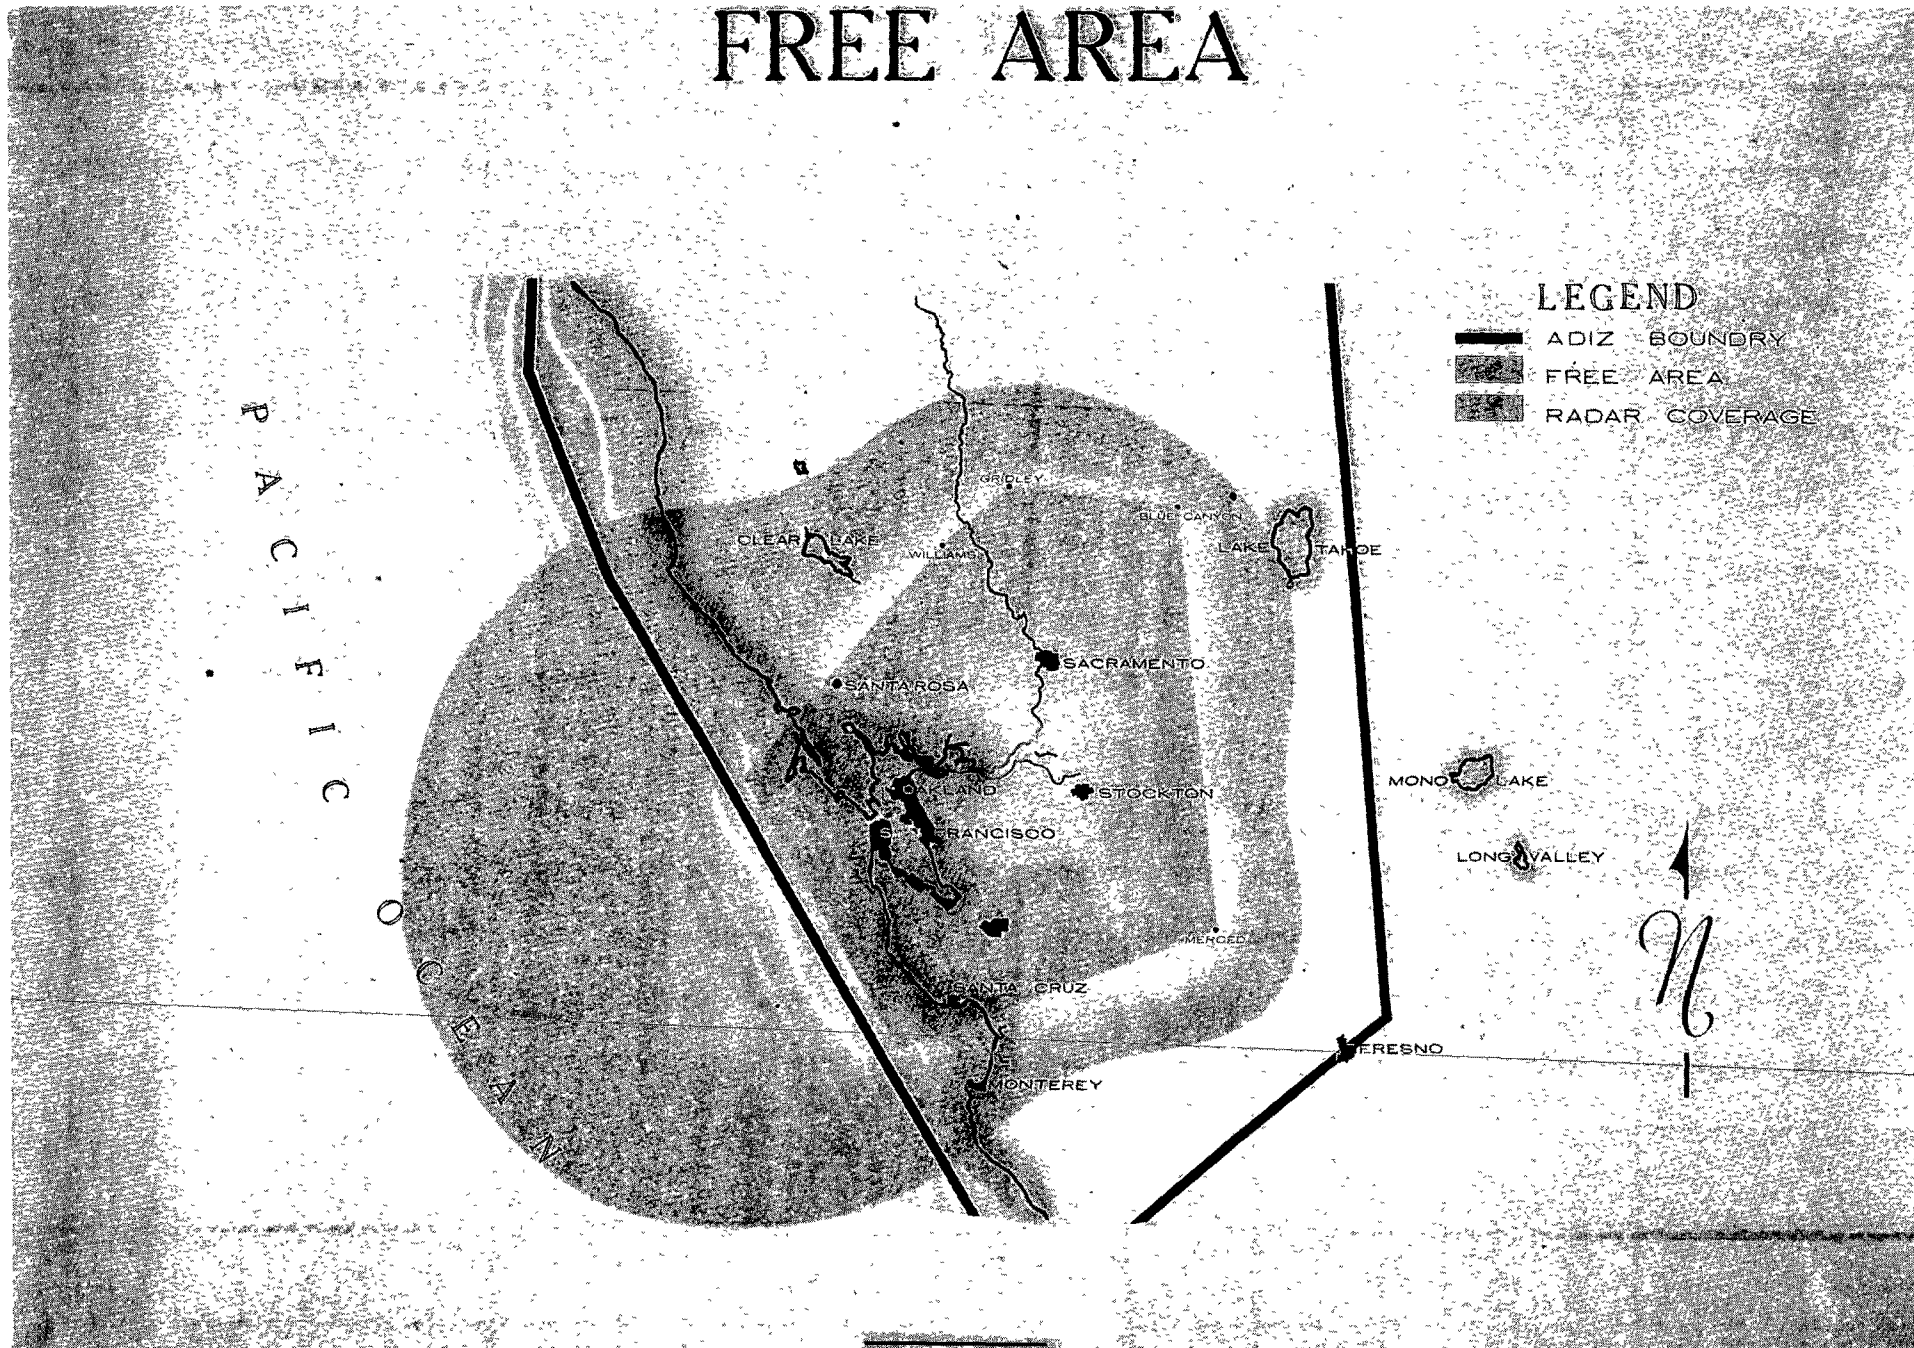 FREE AREA
LEGEND
ADIZ BOUNDRY
FREE AREA
RADAR COVERAGE
PACIFIC OCEAN
GRIDLEY
BLUE CANYON
CLEAR LAKE
WILLIAMS
LAKE TAHOE
SACRAMENTO
SANTA ROSA
OAKLAND
STOCKTON
MONO LAKE
S. FRANCISCO
LONG VALLEY
N
MERCED
SANTA CRUZ
FRESNO
MONTEREY